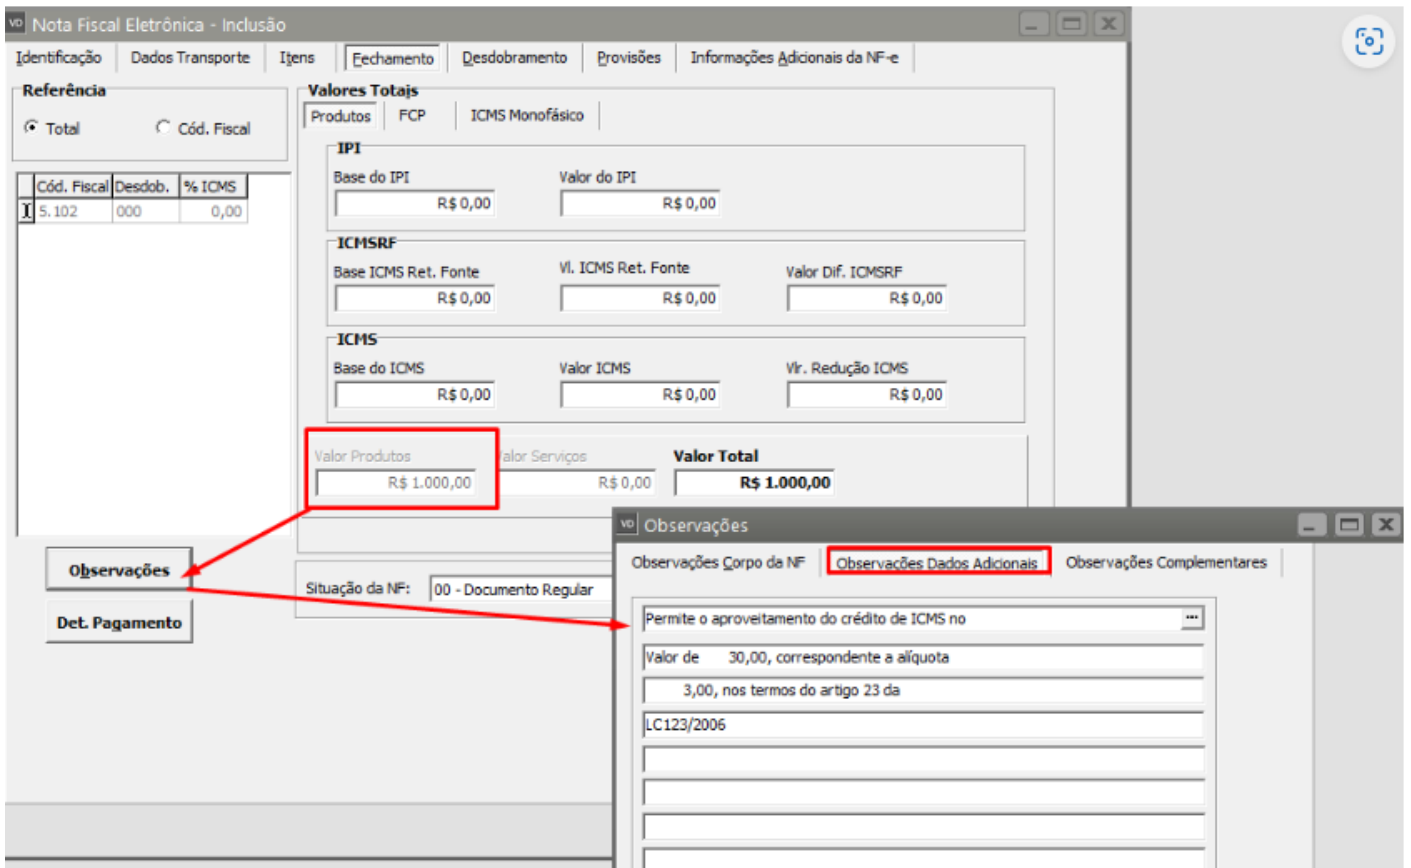 VD Nota Fiscal Eletrônica - Inclusão
Identificação Dados Transporte Itens Fechamento Desdobramento Provisões Informações Adicionais da NF-e
Referência
Total Cód. Fiscal
Cód. Fiscal Desdob. % ICMS
5.102 000 0,00
Valores Totais
Produtos FCP ICMS Monofásico
IPI
Base do IPI Valor do IPI
R$ 0,00 R$ 0,00
ICMSRF
Base ICMS Ret. Fonte Vl. ICMS Ret. Fonte Valor Dif. ICMSRF
R$ 0,00 R$ 0,00 R$ 0,00
ICMS
Base do ICMS Valor ICMS Vlr. Redução ICMS
R$ 0,00 R$ 0,00 R$ 0,00
Valor Produtos Valor Serviços Valor Total
R$ 1.000,00 R$ 0,00 R$ 1.000,00
Observações
Det. Pagamento
Situação da NF: 00 - Documento Regular
VD Observações
Observações Corpo da NF Observações Dados Adicionais Observações Complementares
Permite o aproveitamento do crédito de ICMS no ...
Valor de 30,00, correspondente a alíquota
3,00, nos termos do artigo 23 da
LC123/2006